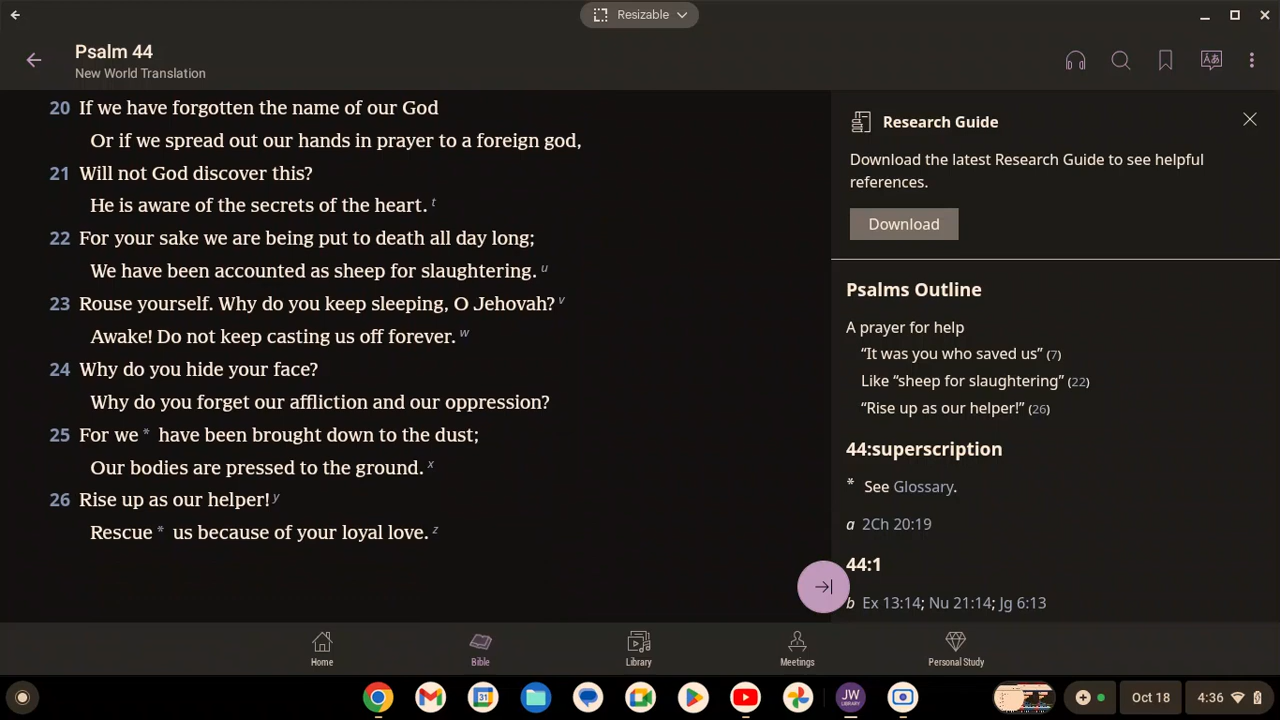 Resizable
Psalm 44
New World Translation
20 If we have forgotten the name of our God
Or if we spread out our hands in prayer to a foreign god,
21 Will not God discover this?
He is aware of the secrets of the heart. t
22 For your sake we are being put to death all day long;
We have been accounted as sheep for slaughtering. u
23 Rouse yourself. Why do you keep sleeping, O Jehovah? v
Awake! Do not keep casting us off forever. w
24 Why do you hide your face?
Why do you forget our affliction and our oppression?
25 For we * have been brought down to the dust;
Our bodies are pressed to the ground. x
26 Rise up as our helper! y
Rescue * us because of your loyal love. z
Research Guide
Download the latest Research Guide to see helpful
references.
Download
Psalms Outline
A prayer for help
“It was you who saved us” (7)
Like “sheep for slaughtering” (22)
“Rise up as our helper!” (26)
44:superscription
* See Glossary.
a 2Ch 20:19
44:1
b Ex 13:14; Nu 21:14; Jg 6:13
Home
Bible
Library
Meetings
Personal Study
31
JW
LIBRARY
Oct 18
4:36